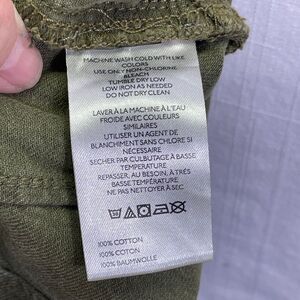 MACHINE WASH COLD WITH LIKE
COLORS
USE ONLY NON-CHLORINE
BLEACH
TUMBLE DRY LOW
LOW IRON AS NEEDED
DO NOT DRY CLEAN
LAVER À LA MACHINE À L'EAU
FROIDE AVEC COULEURS
SIMILAIRES
UTILISER UN AGENT DE
BLANCHIMENT SANS CHLORE SI
NÉCESSAIRE
SECHER PAR CULBUTAGE À BASSE
TEMPERATURE
REPASSER, AU BESOIN, À TRÈS
BASSE TEMPÉRATURE
NE PAS NETTOYER À SEC
100% COTTON
100% COTON
100% BAUMWOLLE